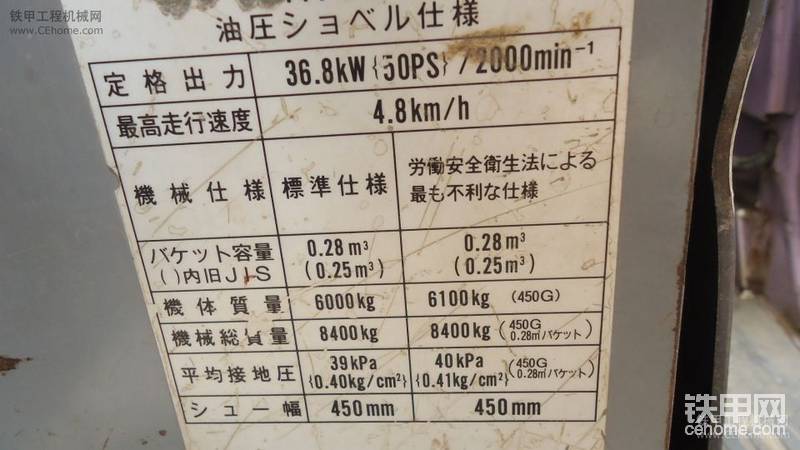 铁甲工程机械网
www.CEhome.com
油圧ショベル仕様
定格出力 36.8kW{50PS}/2000min⁻¹
最高走行速度 4.8km/h
機械仕様 標準仕様 労働安全衛生法による
最も不利な仕様
バケット容量 0.28m³ 0.28m³
( )内旧JIS (0.25m³) (0.25m³)
機体質量 6000kg 6100kg (450G)
機械総質量 8400kg 8400kg (450G 0.28㎥バケット)
平均接地圧 39kPa 40kPa (450G 0.28㎥バケット)
{0.40kg/cm²} {0.41kg/cm²}
シュー幅 450mm 450mm
铁甲网
cehome.com